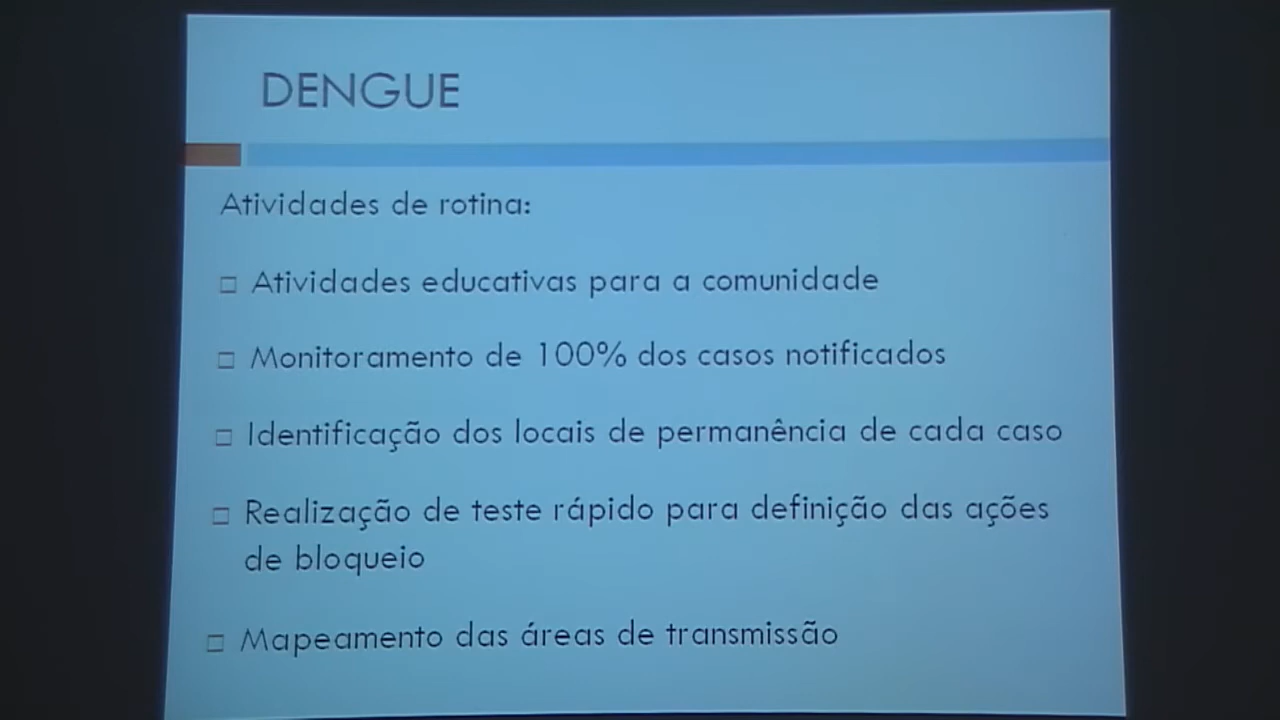 DENGUE
Atividades de rotina:
Atividades educativas para a comunidade
Monitoramento de 100% dos casos notificados
Identificação dos locais de permanência de cada caso
Realização de teste rápido para definição das ações
de bloqueio
Mapeamento das áreas de transmissão